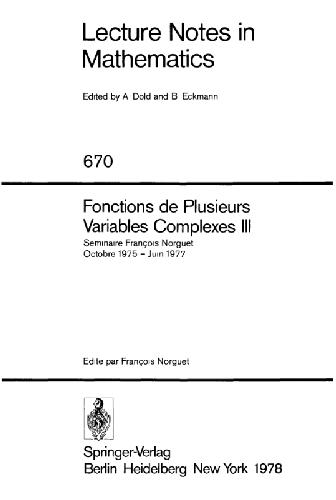 Lecture Notes in
Mathematics
Edited by A Dold and B Eckmann
670
Fonctions de Plusieurs
Variables Complexes III
Seminaire François Norguet
Octobre 1975 – Juin 1977
Edite par François Norguet
Springer-Verlag
Berlin Heidelberg New York 1978